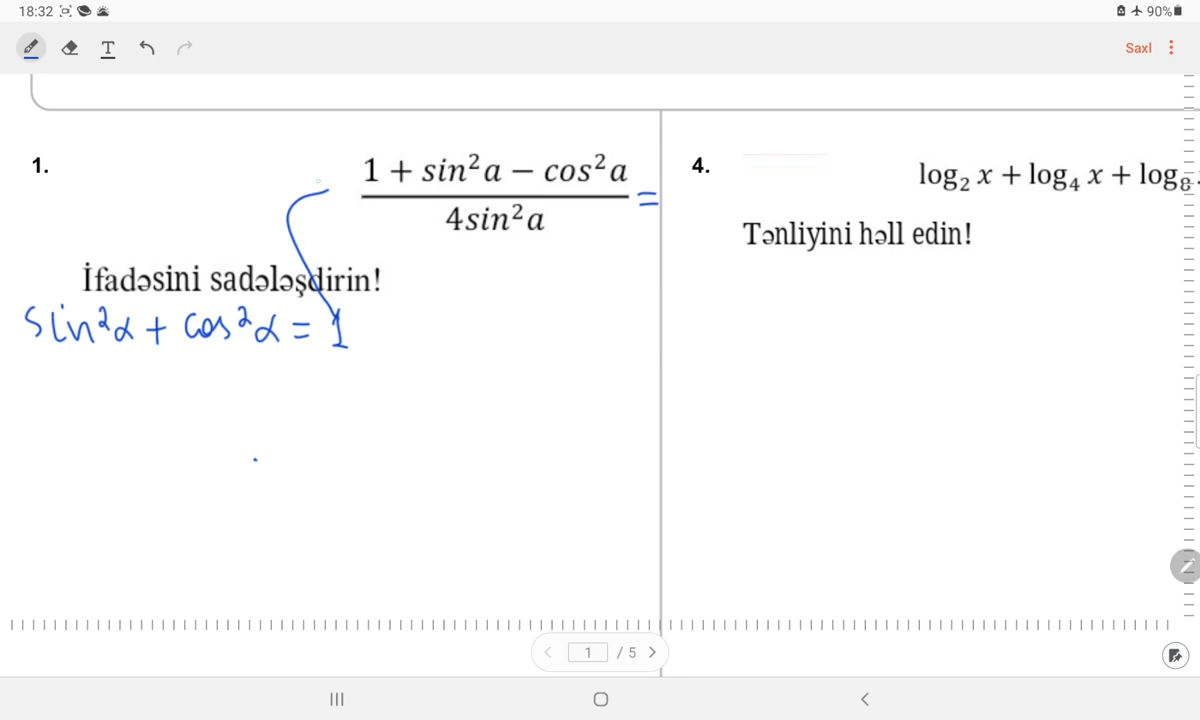 18:32 90%
Saxl
1.
1 + sin²a − cos²a
4sin²a
=
İfadəsini sadələşdirin!
sin²α + cos²α = 1
4.
log₂ x + log₄ x + log₈
Tənliyini həll edin!
1 / 5